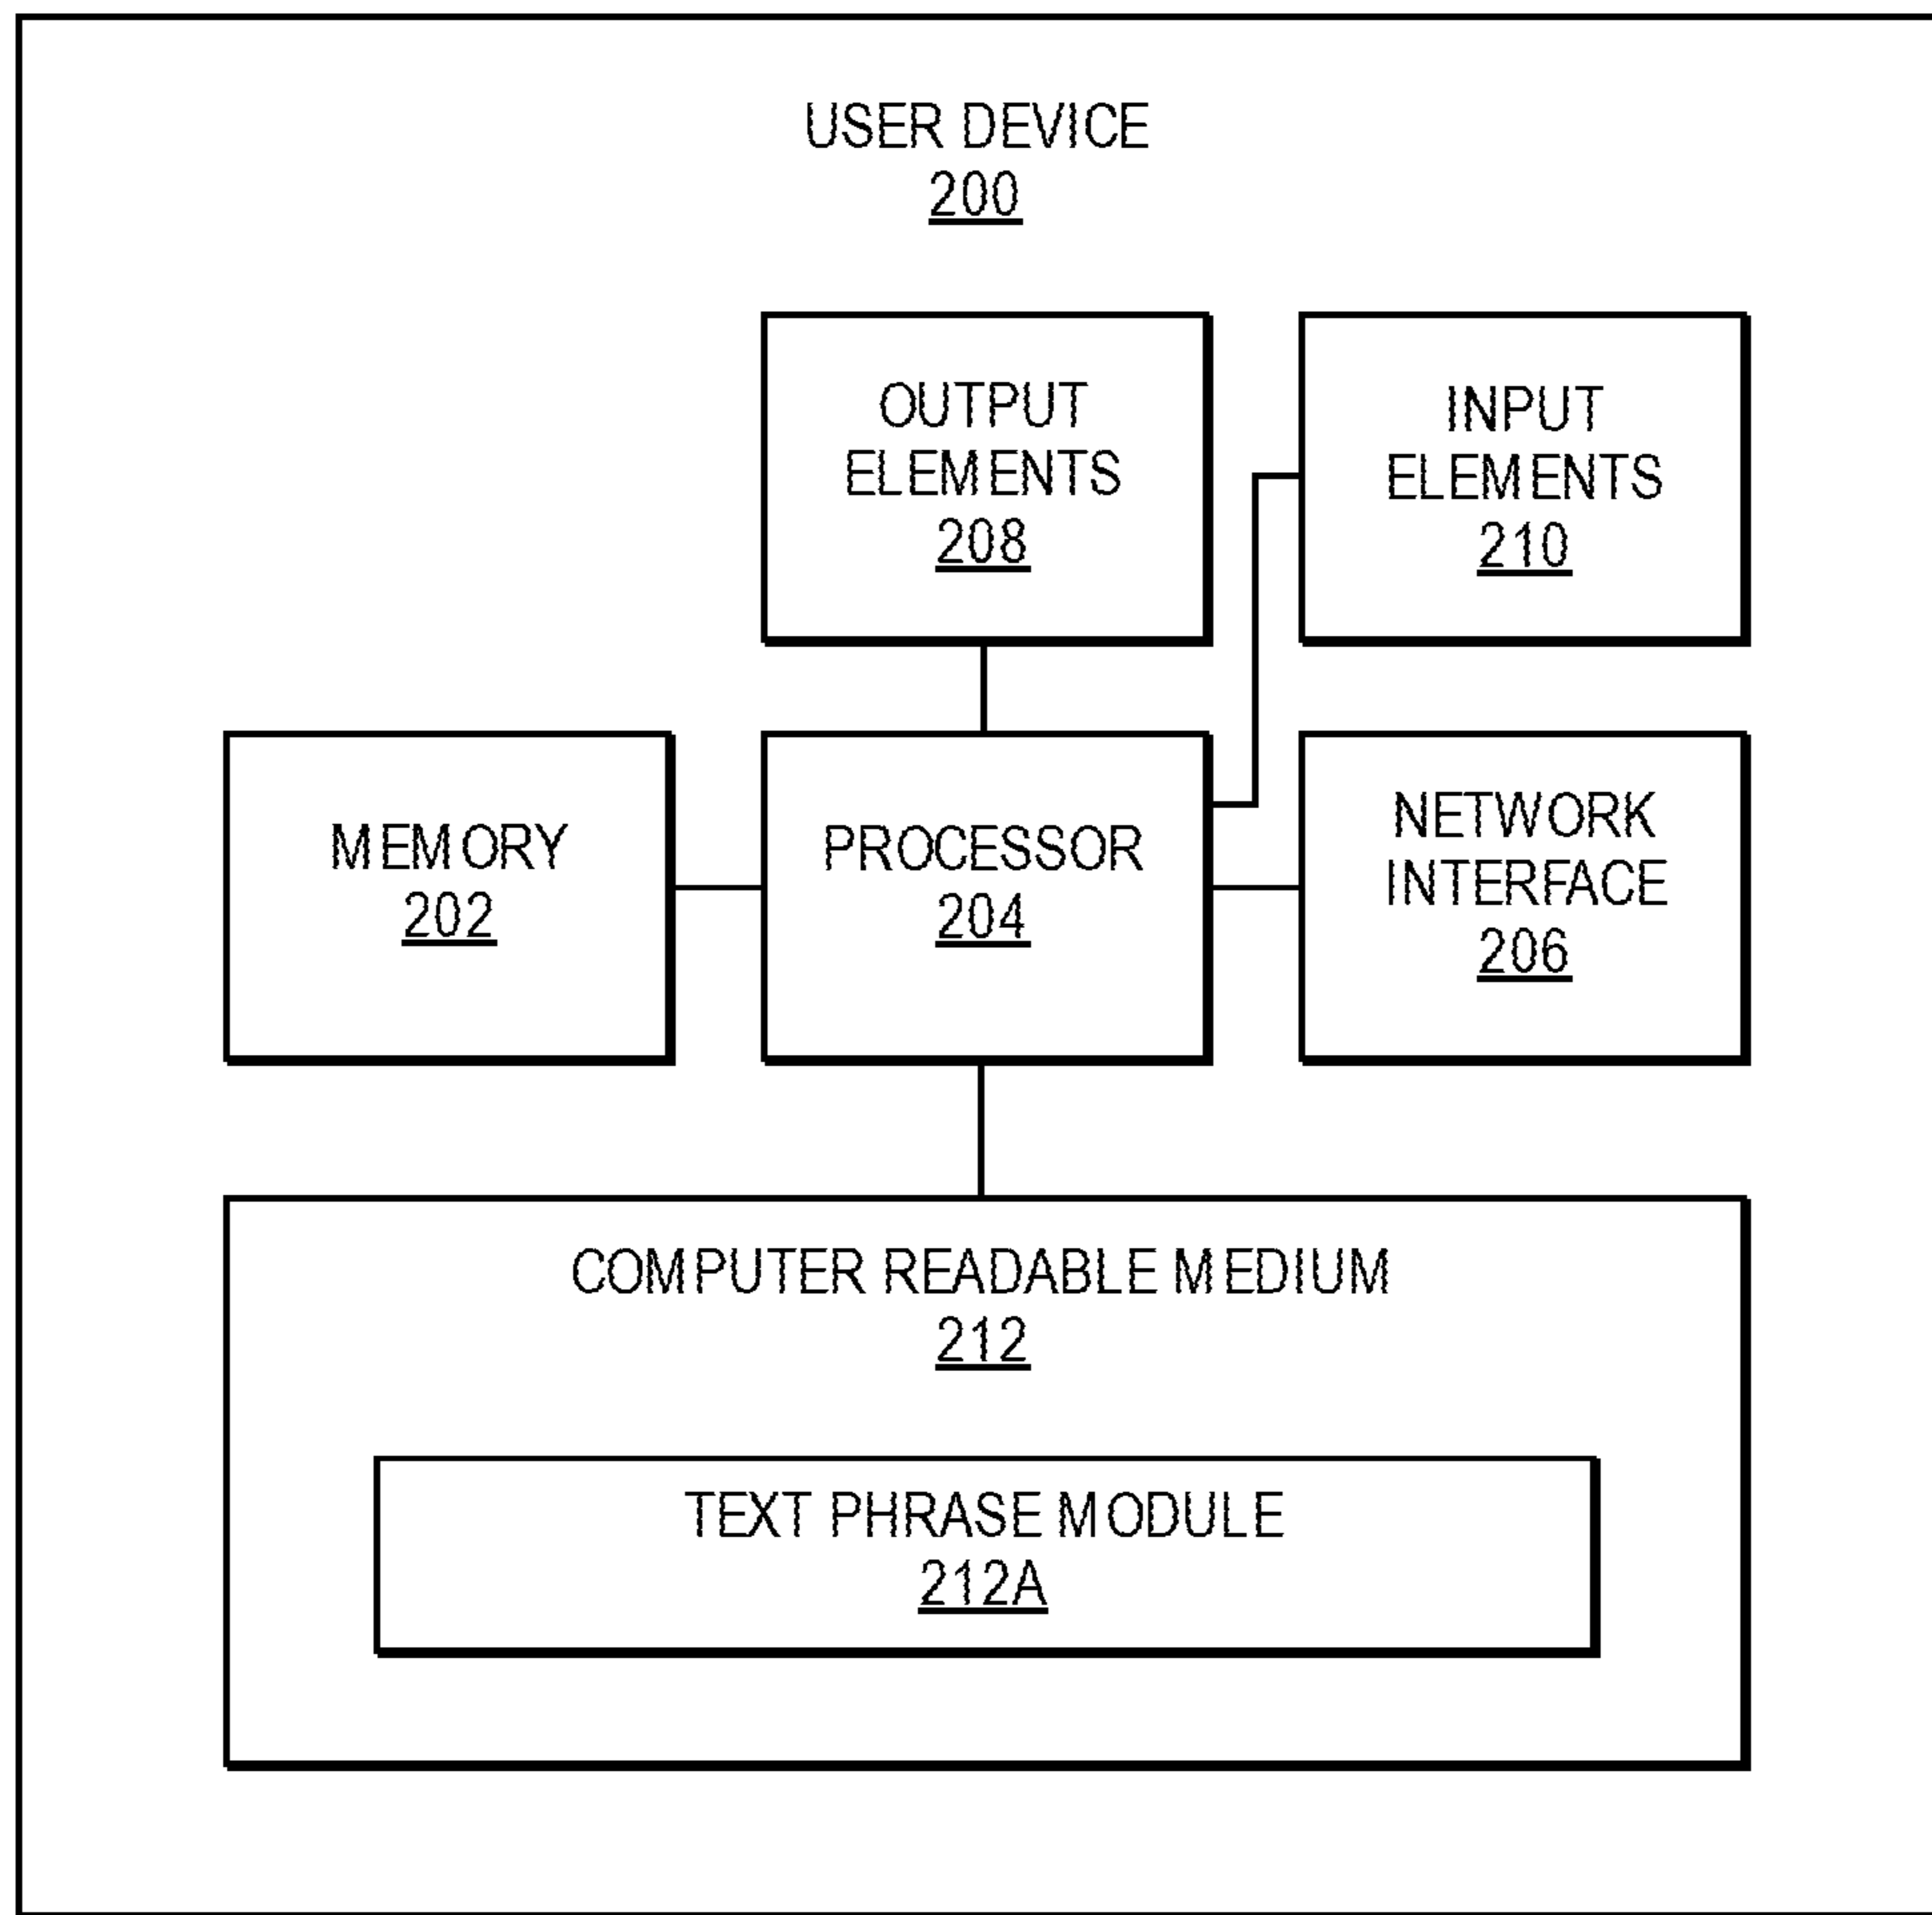 USER DEVICE
200
OUTPUT
ELEMENTS
208
INPUT
ELEMENTS
210
MEMORY
202
PROCESSOR
204
NETWORK
INTERFACE
206
COMPUTER READABLE MEDIUM
212
TEXT PHRASE MODULE
212A